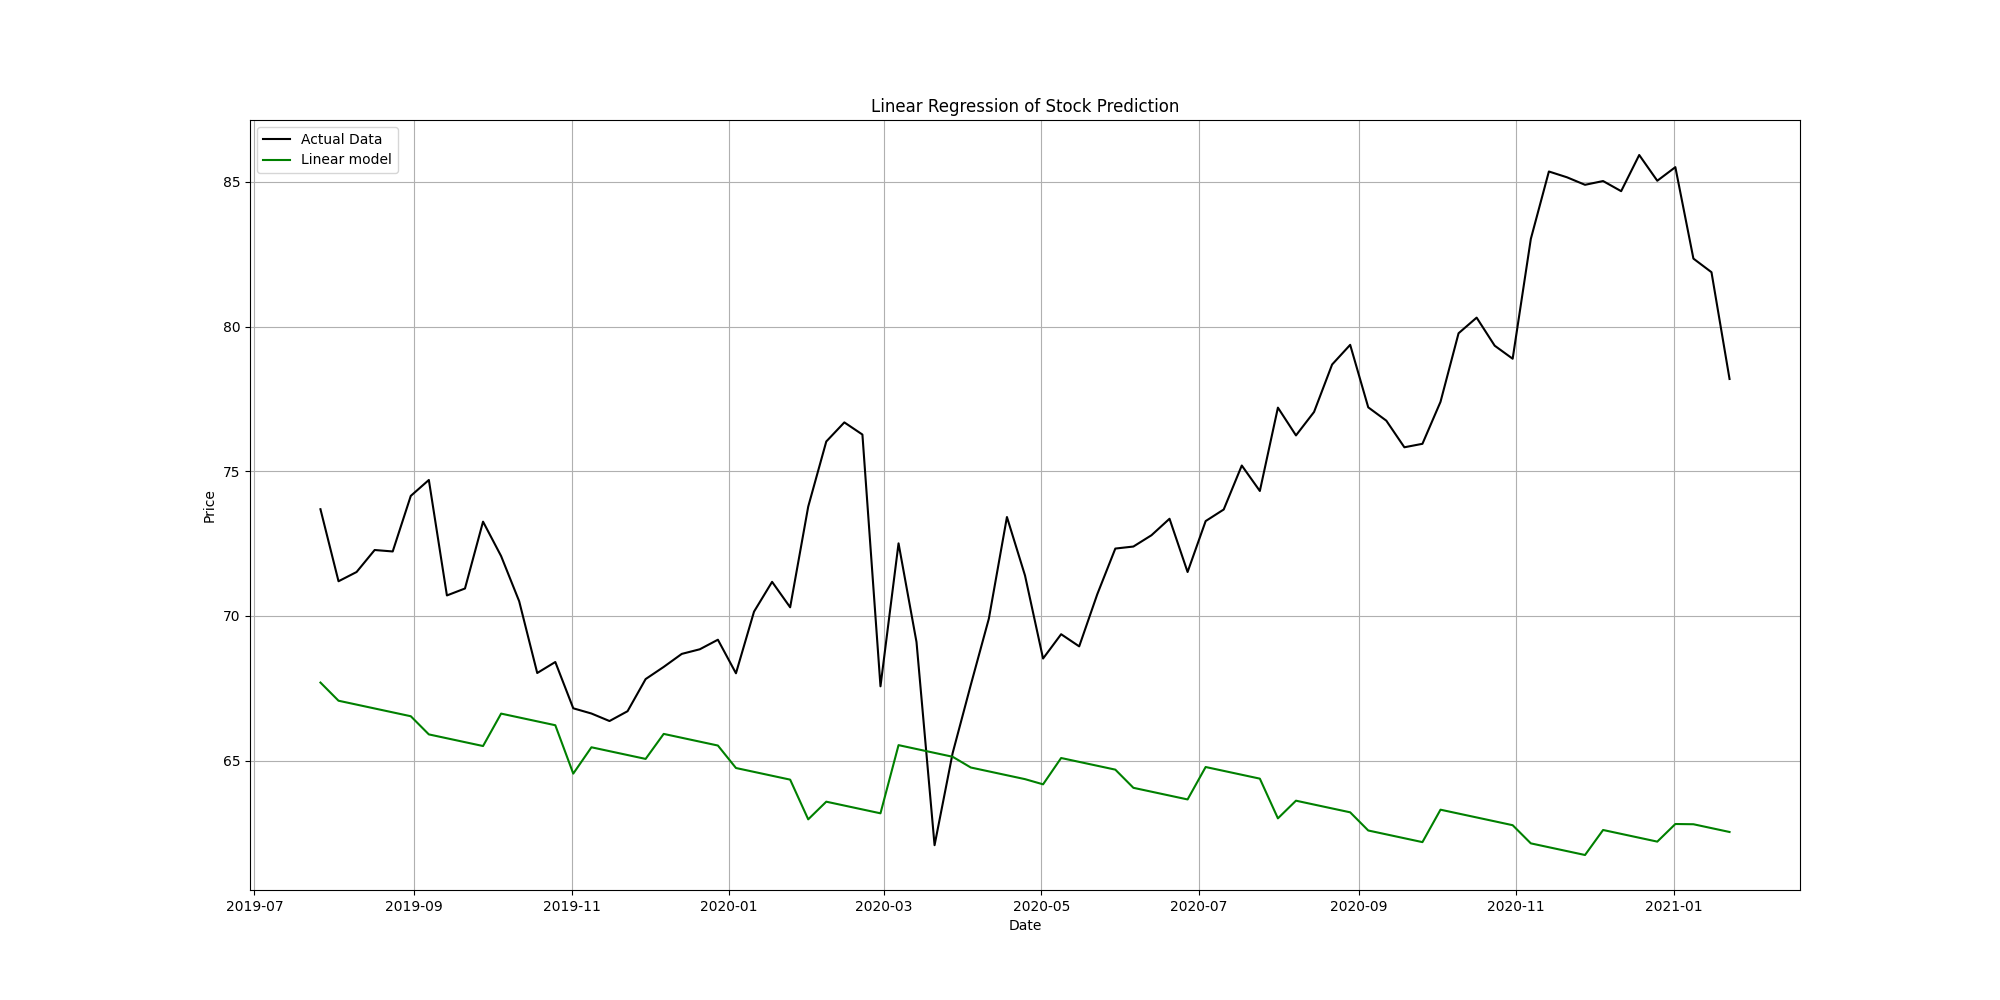 Linear Regression of Stock Prediction
Actual Data
Linear model
85
80
75
70
65
Price
2019-07 2019-09 2019-11 2020-01 2020-03 2020-05 2020-07 2020-09 2020-11 2021-01
Date